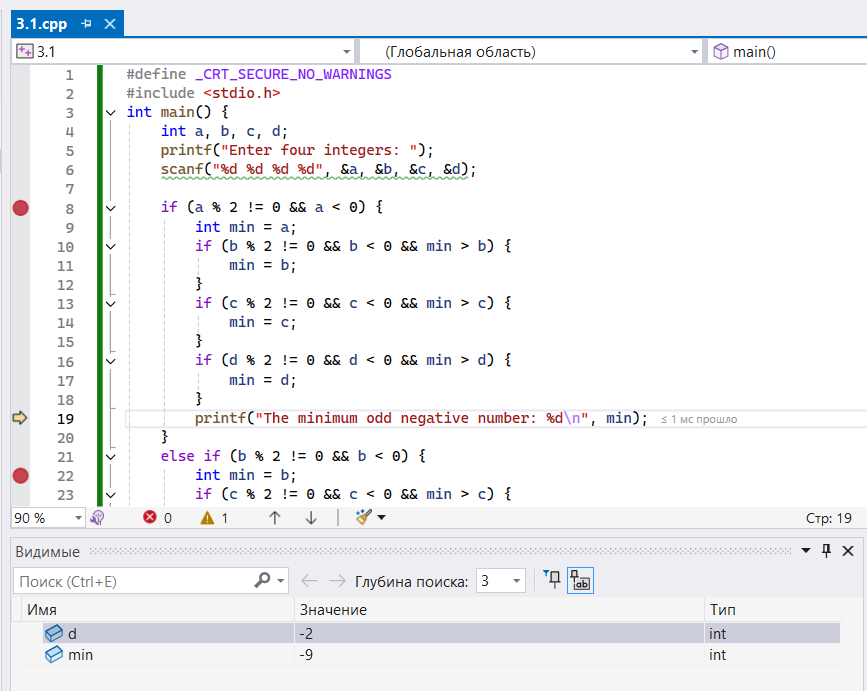 3.1.cpp
3.1 (Глобальная область) main()
1 #define _CRT_SECURE_NO_WARNINGS
2 #include <stdio.h>
3 int main() {
4 int a, b, c, d;
5 printf("Enter four integers: ");
6 scanf("%d %d %d %d", &a, &b, &c, &d);
7
8 if (a % 2 != 0 && a < 0) {
9 int min = a;
10 if (b % 2 != 0 && b < 0 && min > b) {
11 min = b;
12 }
13 if (c % 2 != 0 && c < 0 && min > c) {
14 min = c;
15 }
16 if (d % 2 != 0 && d < 0 && min > d) {
17 min = d;
18 }
19 printf("The minimum odd negative number: %d\n", min); ≤ 1 мс прошло
20 }
21 else if (b % 2 != 0 && b < 0) {
22 int min = b;
23 if (c % 2 != 0 && c < 0 && min > c) {
90 % 0 1 Стр: 19
Видимые
Поиск (Ctrl+E) Глубина поиска: 3
Имя Значение Тип
d -2 int
min -9 int